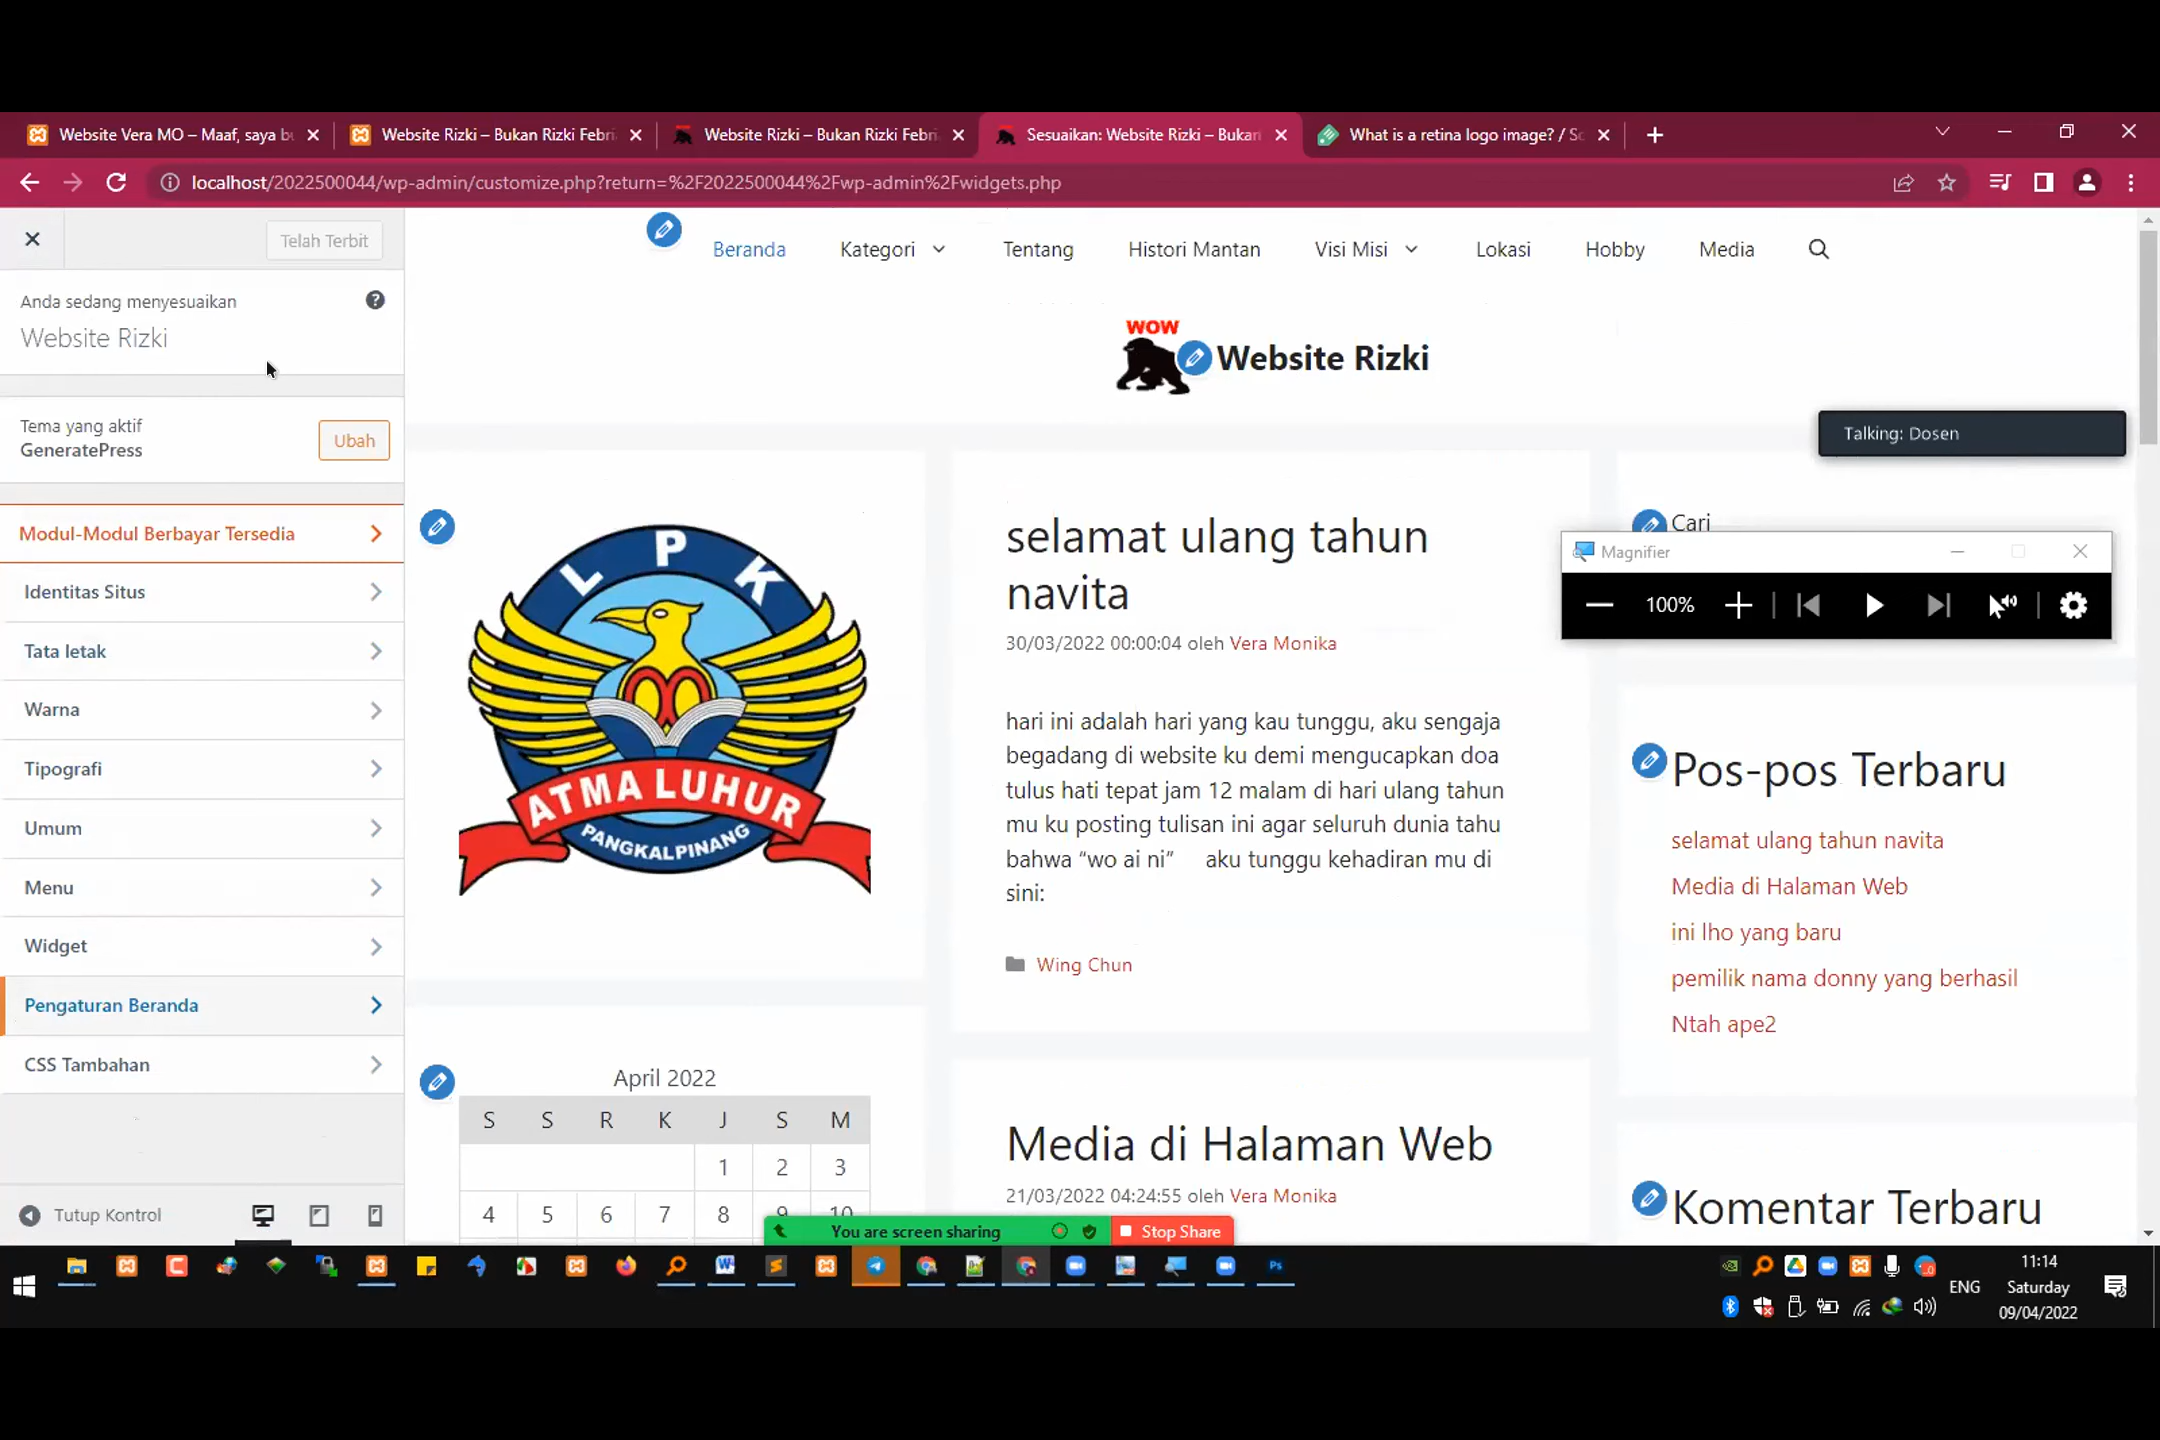 Website Vera MO – Maaf, saya bu
Website Rizki – Bukan Rizki Febri
Website Rizki – Bukan Rizki Febri
Sesuaikan: Website Rizki – Bukan
What is a retina logo image? / Sc
localhost/2022500044/wp-admin/customize.php?return=%2F2022500044%2Fwp-admin%2Fwidgets.php
Telah Terbit
Anda sedang menyesuaikan
Website Rizki
Tema yang aktif
GeneratePress
Ubah
Modul-Modul Berbayar Tersedia
Identitas Situs
Tata letak
Warna
Tipografi
Umum
Menu
Widget
Pengaturan Beranda
CSS Tambahan
Tutup Kontrol
Beranda
Kategori
Tentang
Histori Mantan
Visi Misi
Lokasi
Hobby
Media
WOW
Website Rizki
Talking: Dosen
LPK
ATMA LUHUR
PANGKALPINANG
April 2022
S S R K J S M
1 2 3
4 5 6 7 8 9 10
selamat ulang tahun
navita
30/03/2022 00:00:04 oleh Vera Monika
hari ini adalah hari yang kau tunggu, aku sengaja
begadang di website ku demi mengucapkan doa
tulus hati tepat jam 12 malam di hari ulang tahun
mu ku posting tulisan ini agar seluruh dunia tahu
bahwa “wo ai ni” aku tunggu kehadiran mu di
sini:
Wing Chun
Media di Halaman Web
21/03/2022 04:24:55 oleh Vera Monika
Cari
Magnifier
100%
Pos-pos Terbaru
selamat ulang tahun navita
Media di Halaman Web
ini lho yang baru
pemilik nama donny yang berhasil
Ntah ape2
Komentar Terbaru
You are screen sharing
Stop Share
Ps
ENG
11:14
Saturday
09/04/2022